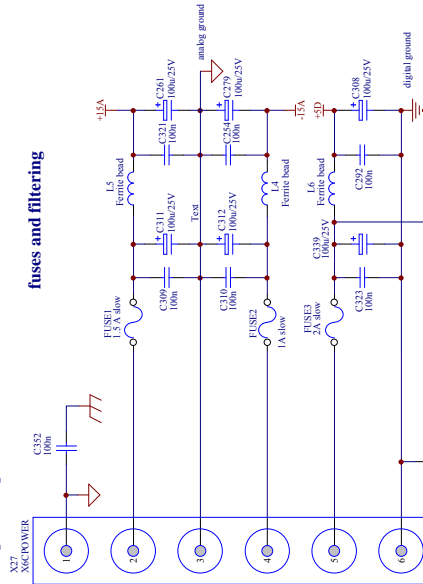 fuses and filtering
X27
X6CPOWER
1
2
3
4
5
6
C352
100n
FUSE1
1.5 A slow
FUSE2
1A slow
FUSE3
2A slow
C309
100n
C311
100u/25V
C310
100n
C312
100u/25V
C323
100n
C339
100u/25V
Text
L5
Ferrite bead
L4
Ferrite bead
L6
Ferrite bead
C321
100n
C261
100u/25V
C254
100n
C279
100u/25V
C292
100n
C308
100u/25V
+15A
-15A
+5D
analog ground
digital ground
+
+
+
+
+
+